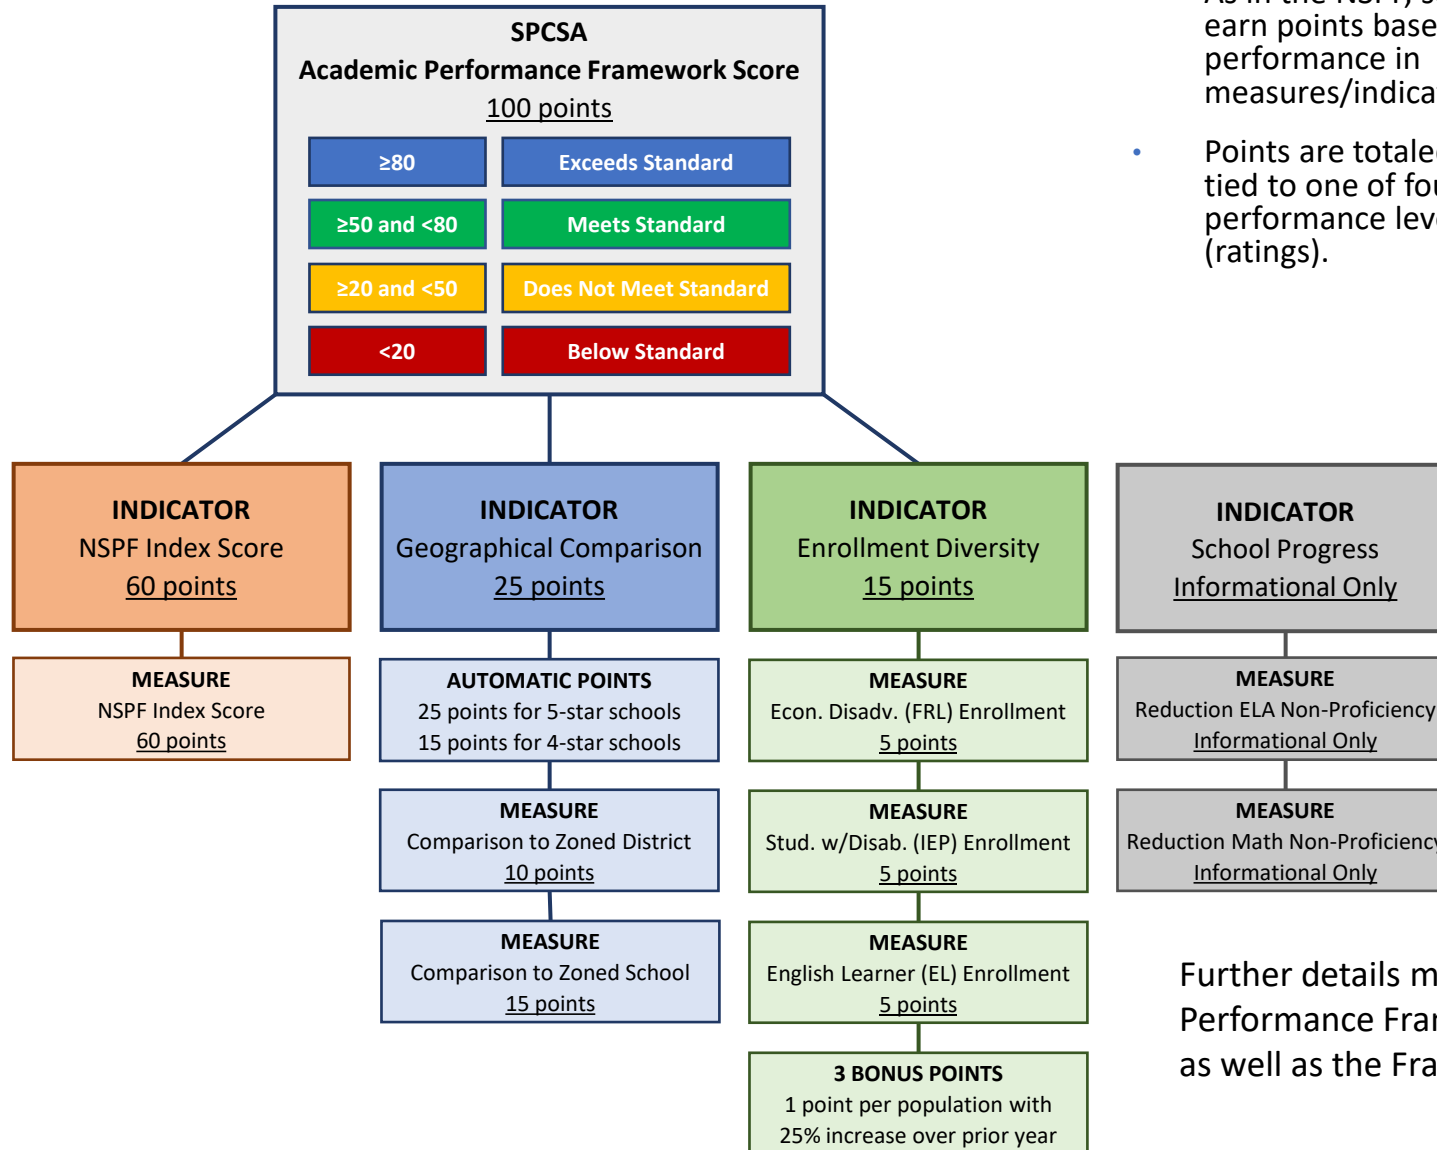 SPCSA
Academic Performance Framework Score
100 points
≥80
Exceeds Standard
≥50 and <80
Meets Standard
≥20 and <50
Does Not Meet Standard
<20
Below Standard
As in the NSPF,
earn points base
performance in
measures/indica
• Points are totale
tied to one of fou
performance leve
(ratings).
INDICATOR
NSPF Index Score
60 points
MEASURE
NSPF Index Score
60 points
INDICATOR
Geographical Comparison
25 points
AUTOMATIC POINTS
25 points for 5-star schools
15 points for 4-star schools
MEASURE
Comparison to Zoned District
10 points
MEASURE
Comparison to Zoned School
15 points
INDICATOR
Enrollment Diversity
15 points
MEASURE
Econ. Disadv. (FRL) Enrollment
5 points
MEASURE
Stud. w/Disab. (IEP) Enrollment
5 points
MEASURE
English Learner (EL) Enrollment
5 points
3 BONUS POINTS
1 point per population with
25% increase over prior year
INDICATOR
School Progress
Informational Only
MEASURE
Reduction ELA Non-Proficiency
Informational Only
MEASURE
Reduction Math Non-Proficiency
Informational Only
Further details m
Performance Fra
as well as the Fra